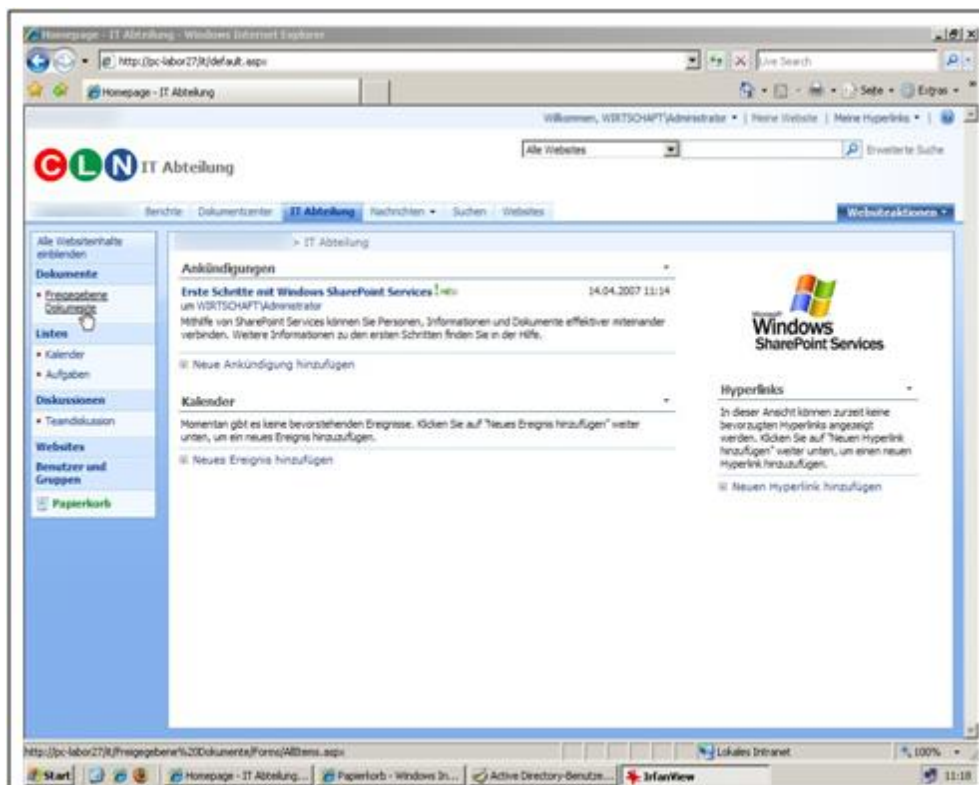 Homepage - IT Abteilung - Windows Internet Explorer
http://pc-labor27/it/default.aspx
Live Search
Homepage - IT Abteilung
Seite
Extras
Willkommen, WIRTSCHAFT\Administrator | Meine Website | Meine Hyperlinks
CLN IT Abteilung
Alle Websites
Erweiterte Suche
Berichte Dokumentcenter IT Abteilung Nachrichten Suchen Websites
Websiteaktionen
Alle Websiteinhalte
einblenden
Dokumente
Freigegebene
Dokumente
Listen
Kalender
Aufgaben
Diskussionen
Teamdiskussion
Websites
Benutzer und
Gruppen
Papierkorb
> IT Abteilung
Ankündigungen
Erste Schritte mit Windows SharePoint Services ! NEU
14.04.2007 11:14
um WIRTSCHAFT\Administrator
Mithilfe von SharePoint Services können Sie Personen, Informationen und Dokumente effektiver miteinander
verbinden. Weitere Informationen zu den ersten Schritten finden Sie in der Hilfe.
Neue Ankündigung hinzufügen
Kalender
Momentan gibt es keine bevorstehenden Ereignisse. Klicken Sie auf "Neues Ereignis hinzufügen" weiter
unten, um ein neues Ereignis hinzuzufügen.
Neues Ereignis hinzufügen
Microsoft
Windows
SharePoint Services
Hyperlinks
In dieser Ansicht können zurzeit keine
bevorzugten Hyperlinks angezeigt
werden. Klicken Sie auf "Neuen Hyperlink
hinzufügen" weiter unten, um einen neuen
Hyperlink hinzuzufügen.
Neuen Hyperlink hinzufügen
http://pc-labor27/it/Freigegebene%20Dokumente/Forms/AllItems.aspx
Lokales Intranet
100%
Start
Homepage - IT Abteilung...
Papierkorb - Windows In...
Active Directory-Benutze...
IrfanView
11:18